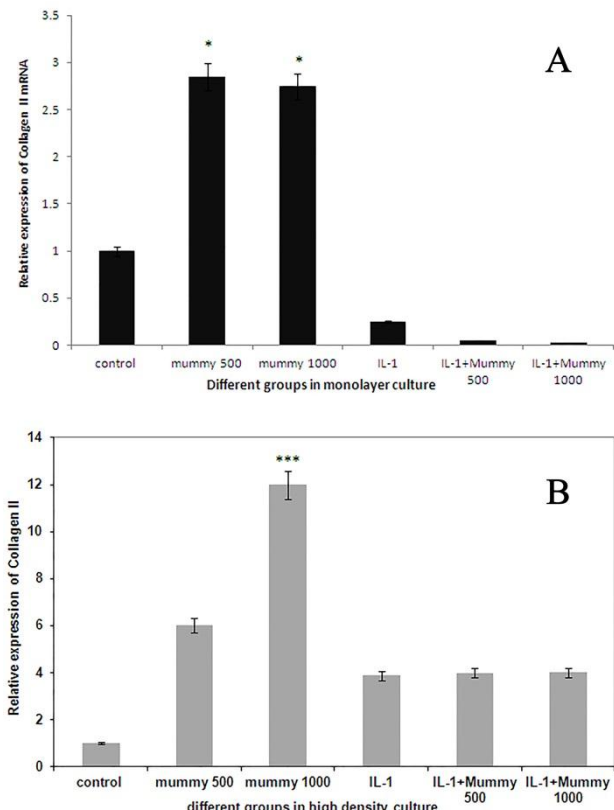 3.5
A
*
*
3
2.5
2
1.5
1
0.5
0
Relative expression of Collagen II mRNA
control
mummy 500
mummy 1000
IL-1
IL-1+Mummy
500
IL-1+Mummy
1000
Different groups in monolayer culture
14
B
***
12
10
8
6
4
2
0
Relative expression of Collagen II
control
mummy 500
mummy 1000
IL-1
IL-1+Mummy
500
IL-1+Mummy
1000
different groups in high density culture